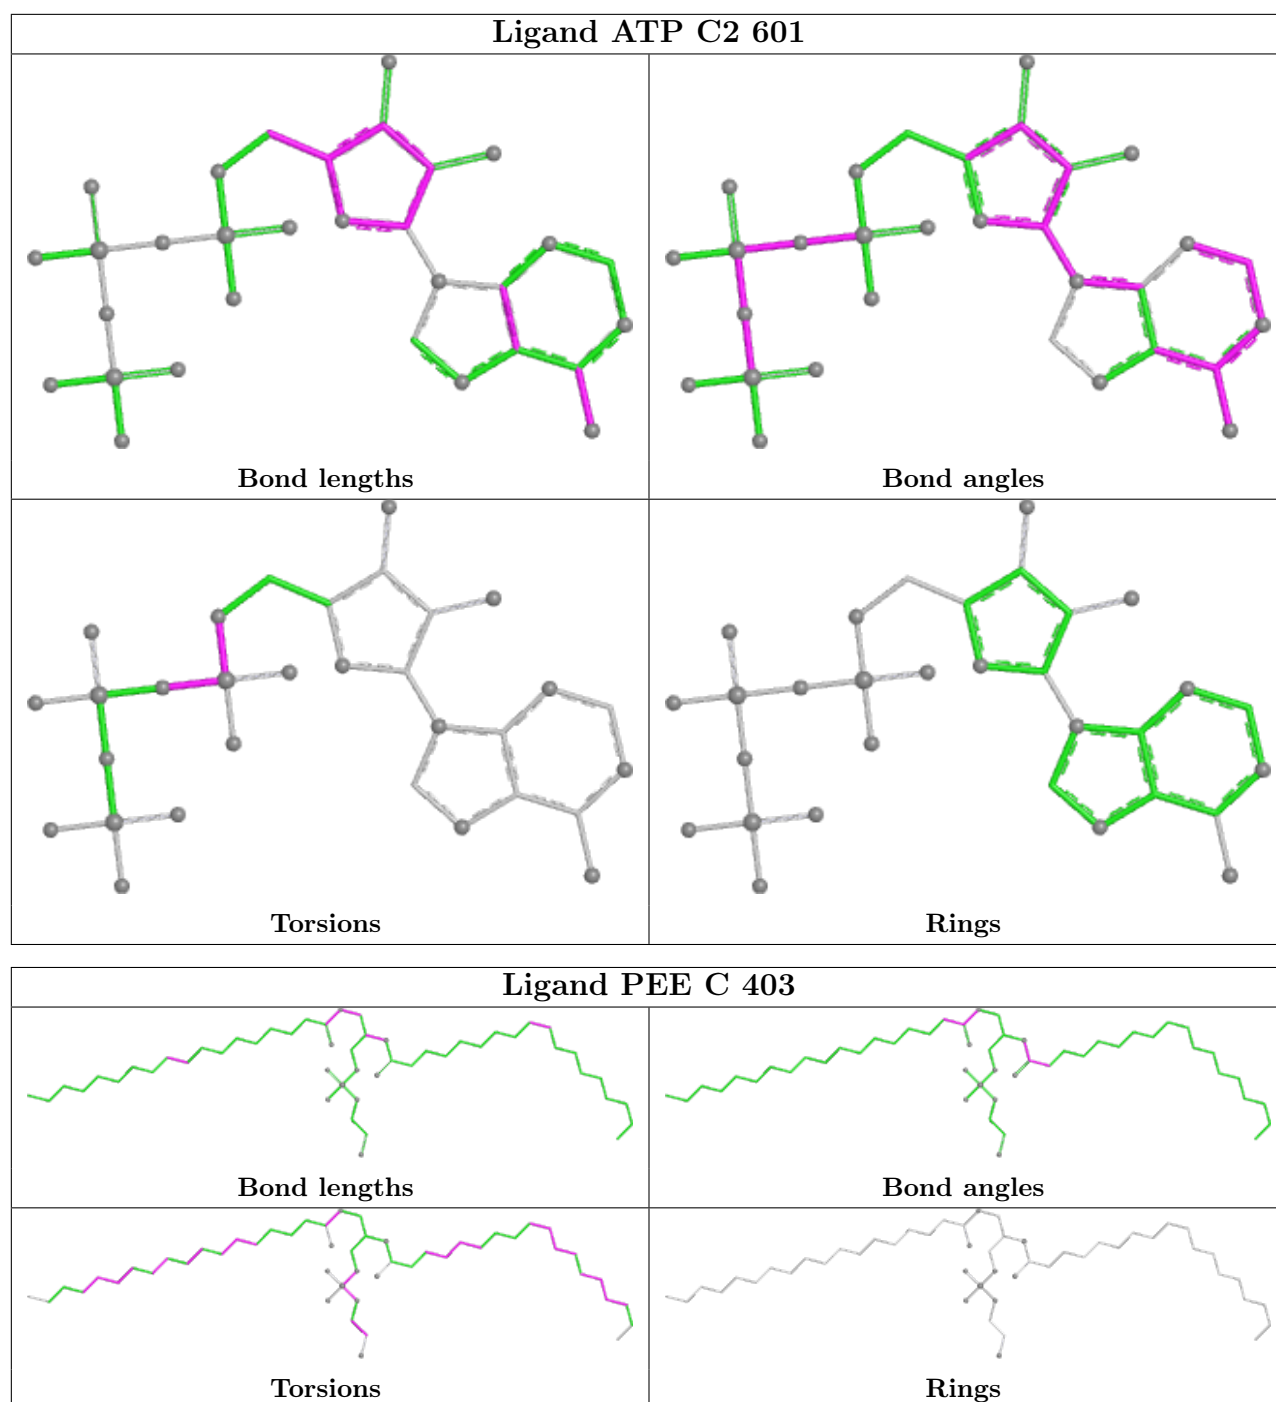 Ligand ATP C2 601
Bond lengths
Bond angles
Torsions
Rings
Ligand PEE C 403
Bond lengths
Bond angles
Torsions
Rings